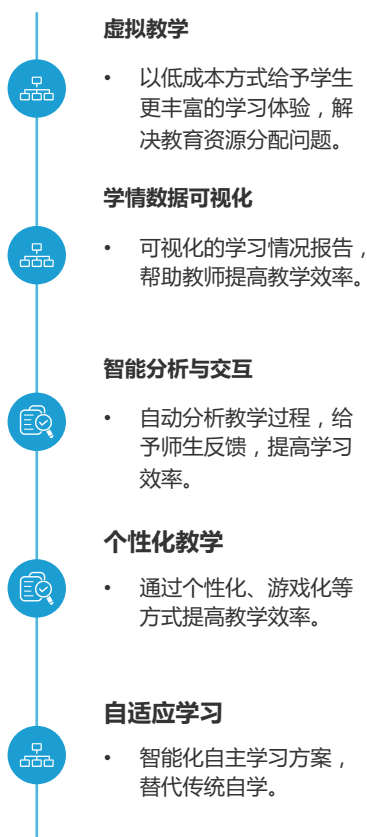 虚拟教学
• 以低成本方式给予学生
更丰富的学习体验，解
决教育资源分配问题。
学情数据可视化
• 可视化的学习情况报告，
帮助教师提高教学效率。
智能分析与交互
• 自动分析教学过程，给
予师生反馈，提高学习
效率。
个性化教学
• 通过个性化、游戏化等
方式提高教学效率。
自适应学习
• 智能化自主学习方案，
替代传统自学。